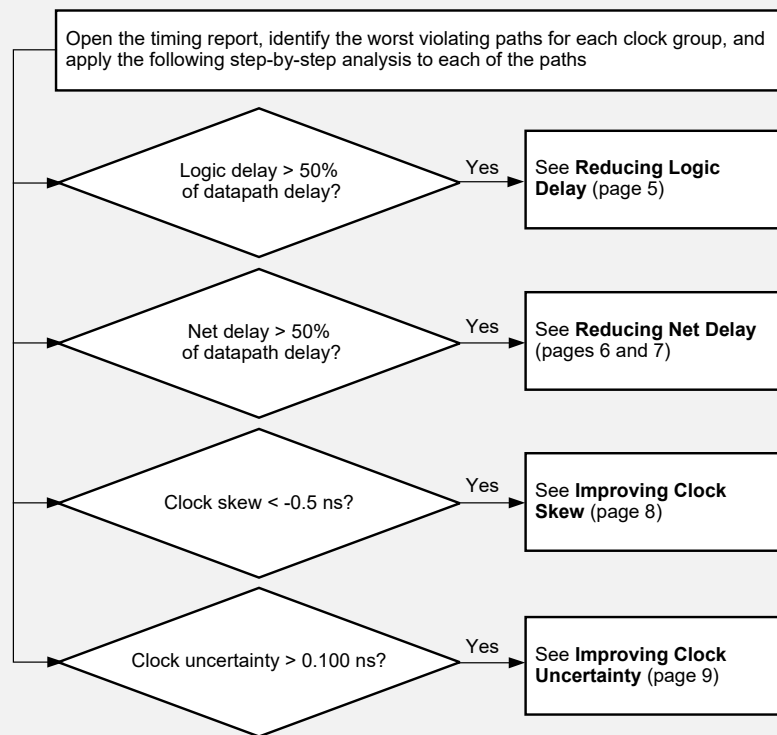 Open the timing report, identify the worst violating paths for each clock group, and
apply the following step-by-step analysis to each of the paths
Logic delay > 50%
of datapath delay?
Yes
See Reducing Logic
Delay (page 5)
Net delay > 50%
of datapath delay?
Yes
See Reducing Net Delay
(pages 6 and 7)
Clock skew < -0.5 ns?
Yes
See Improving Clock
Skew (page 8)
Clock uncertainty > 0.100 ns?
Yes
See Improving Clock
Uncertainty (page 9)